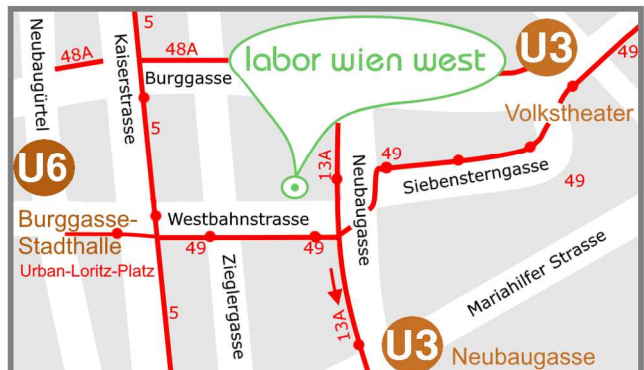 5
49
48A
48A
Neubaugürtel
Kaiserstrasse
Burggasse
labor wien west
U3
Volkstheater
5
U6
13A
Neubaugasse
49
Siebensterngasse
49
Burggasse-
Stadthalle
Urban-Loritz-Platz
Westbahnstrasse
49
49
Zieglergasse
Mariahilfer Strasse
5
13A
U3
Neubaugasse